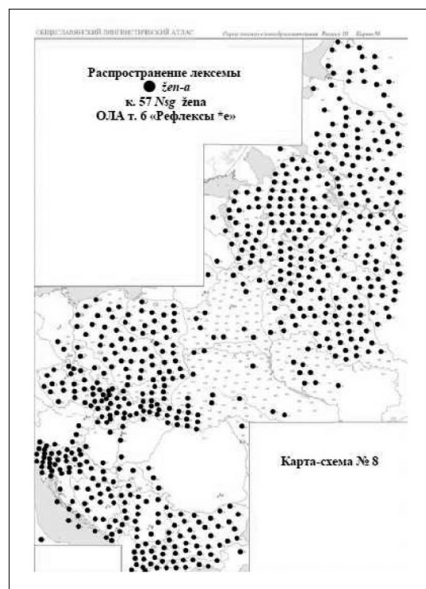 ОБЩЕСЛАВЯНСКИЙ ЛИНГВИСТИЧЕСКИЙ АТЛАС
Распространение лексемы
● žen-a
к. 57 Nsg žena
ОЛА т. 6 «Рефлексы *е»
Карта-схема № 8